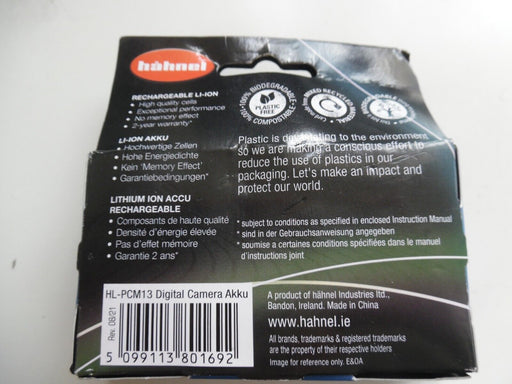 hähnel
RECHARGEABLE LI-ION
• High quality cells
• Exceptional performance
• No memory effect
• 2-year warranty*
LI-ION AKKU
• Hochwertige Zellen
• Hohe Energiedichte
• Kein 'Memory Effect'
• Garantiebedingungen*
LITHIUM ION ACCU
RECHARGEABLE
• Composants de haute qualité
• Densité d'énergie élevée
• Pas d'effet mémoire
• Garantie 2 ans*
100% BIODEGRADABLE
PLASTIC
FREE
100% COMPOSTABLE
MIXED RECYCLED
Plastic is devastating to the environment
so we are making a conscious effort to
reduce the use of plastics in our
packaging. Let's make an impact and
protect our world.
* subject to conditions as specified in enclosed Instruction Manual
* sind in der Gebrauchsanweisung angegeben
* soumise a certaines conditions spécifiées dans le manuel
d'instructions joint
HL-PCM13 Digital Camera Akku
Rev. 08/21
5 099113 801692
A product of hähnel Industries ltd.,
Bandon, Ireland. Made in China
www.hahnel.ie
All brands, trademarks & registered trademarks
are the property of their respective holders
Image for reference only. E&OA